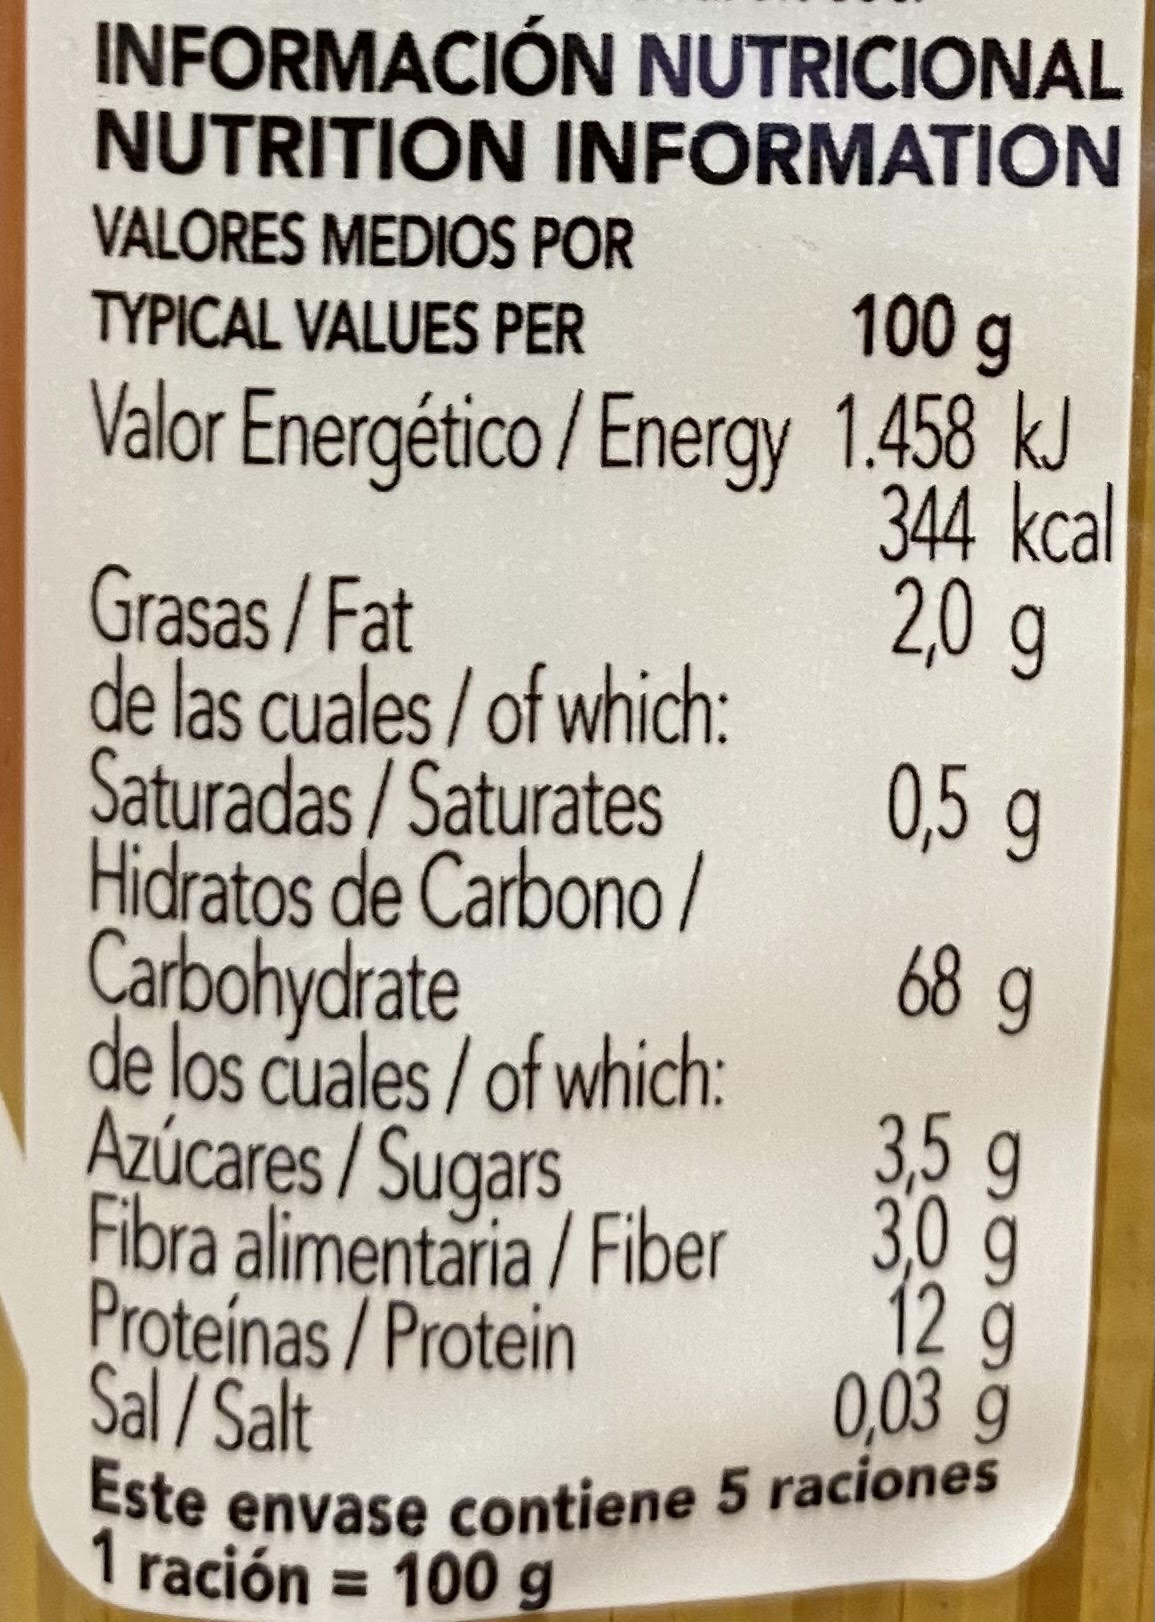 INFORMACIÓN NUTRICIONAL
NUTRITION INFORMATION
VALORES MEDIOS POR
TYPICAL VALUES PER 100 g
Valor Energético / Energy 1.458 kJ
344 kcal
Grasas / Fat 2,0 g
de las cuales / of which:
Saturadas / Saturates 0,5 g
Hidratos de Carbono /
Carbohydrate 68 g
de los cuales / of which:
Azúcares / Sugars 3,5 g
Fibra alimentaria / Fiber 3,0 g
Proteínas / Protein 12 g
Sal / Salt 0,03 g
Este envase contiene 5 raciones
1 ración = 100 g